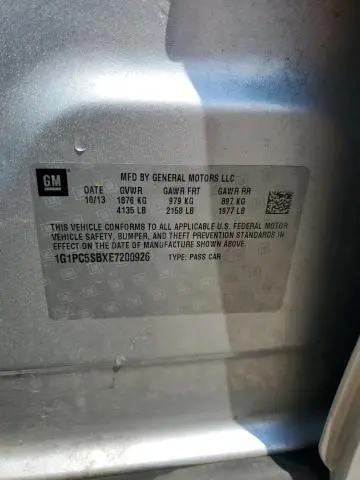 GM
MFD BY GENERAL MOTORS LLC
DATE GVWR GAWR FRT GAWR RR
10/13 1876 KG 979 KG 897 KG
4135 LB 2158 LB 1977 LB
THIS VEHICLE CONFORMS TO ALL APPLICABLE U.S. FEDERAL MOTOR
VEHICLE SAFETY, BUMPER, AND THEFT PREVENTION STANDARDS IN
EFFECT ON THE DATE OF MANUFACTURE SHOWN ABOVE.
1G1PC5SBXE7200926 TYPE: PASS CAR